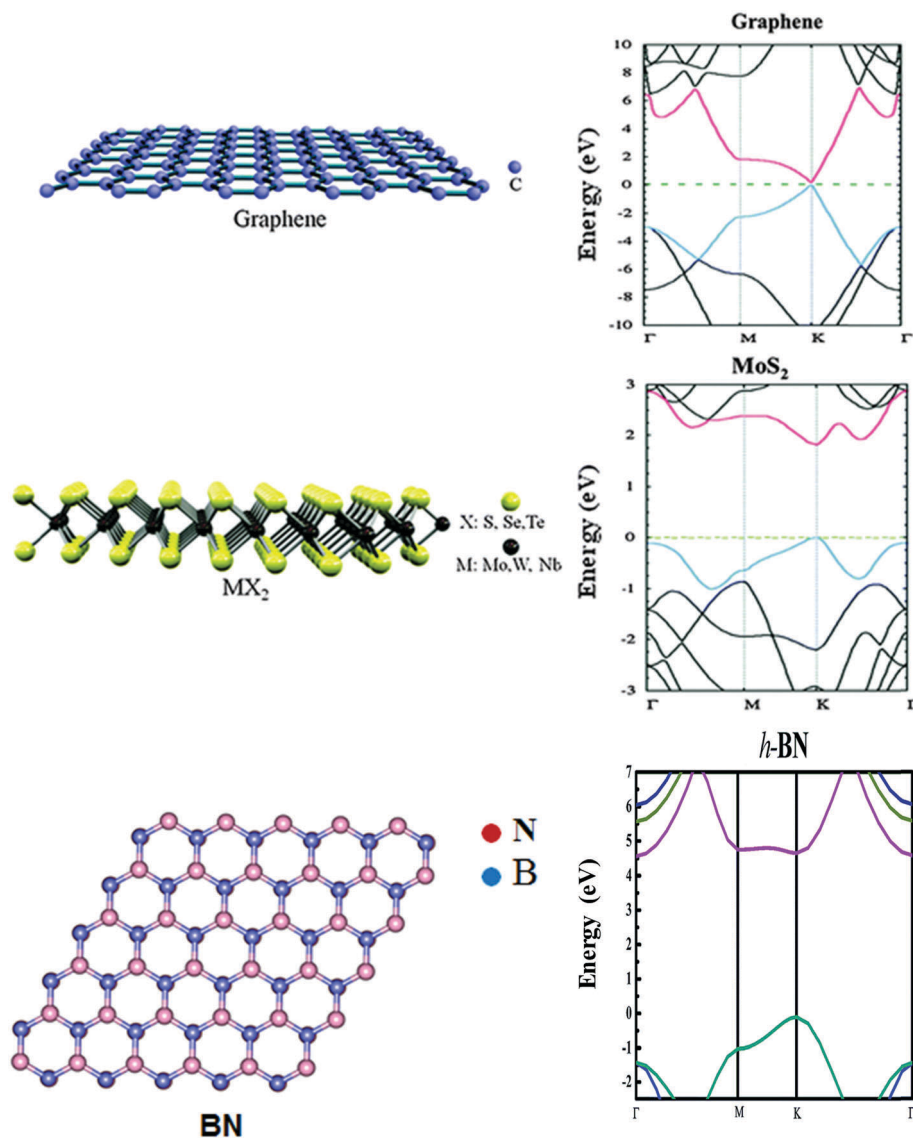 Graphene
C
Graphene
10
8
6
4
2
0
-2
-4
-6
-8
-10
Energy (eV)
Γ
M
K
Γ
MoS2
X: S, Se,Te
M: Mo,W, Nb
MX2
3
2
1
0
-1
-2
-3
Energy (eV)
Γ
M
K
h-BN
N
B
BN
7
6
5
4
3
2
1
0
-1
-2
Energy (eV)
Γ
M
K
Γ